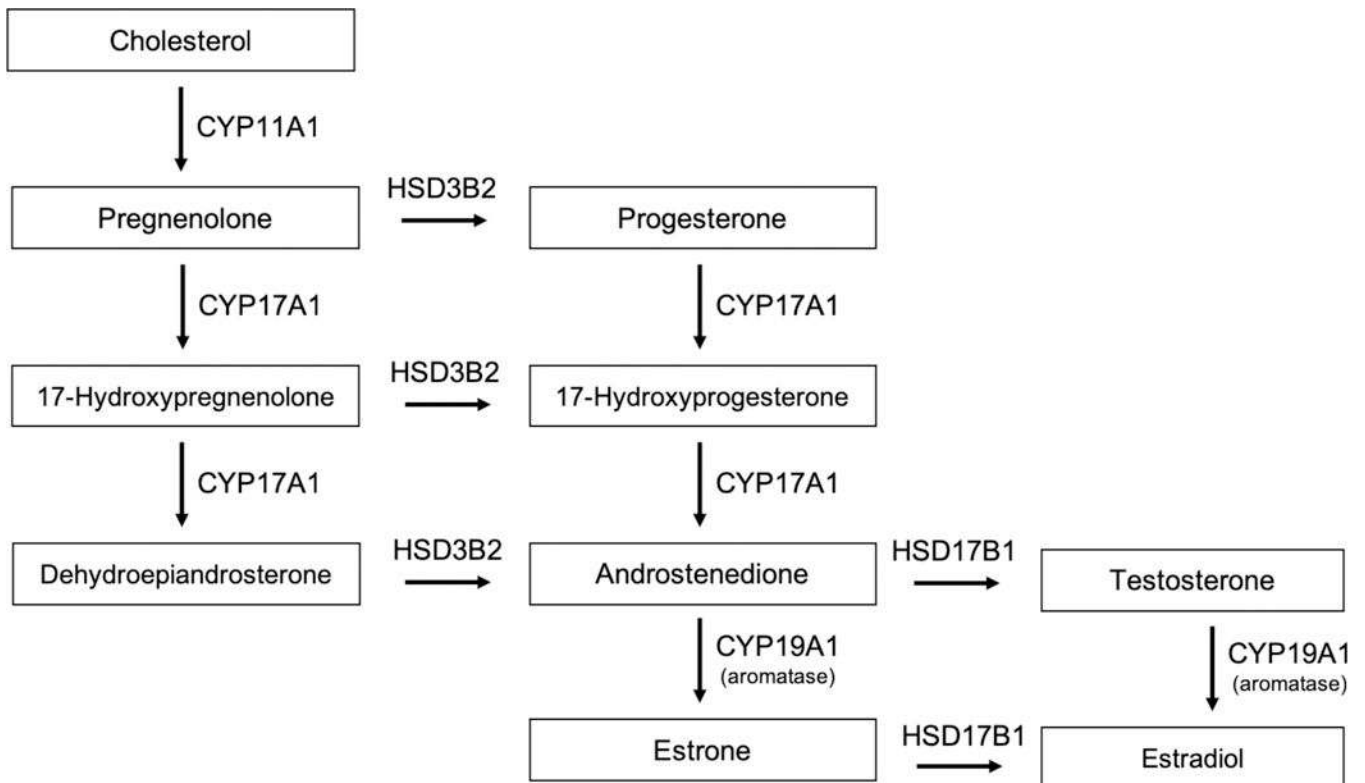 Cholesterol
CYP11A1
HSD3B2
Pregnenolone
Progesterone
CYP17A1
CYP17A1
HSD3B2
17-Hydroxypregnenolone
17-Hydroxyprogesterone
CYP17A1
CYP17A1
HSD3B2
HSD17B1
Dehydroepiandrosterone
Androstenedione
Testosterone
CYP19A1
(aromatase)
CYP19A1
(aromatase)
HSD17B1
Estrone
Estradiol